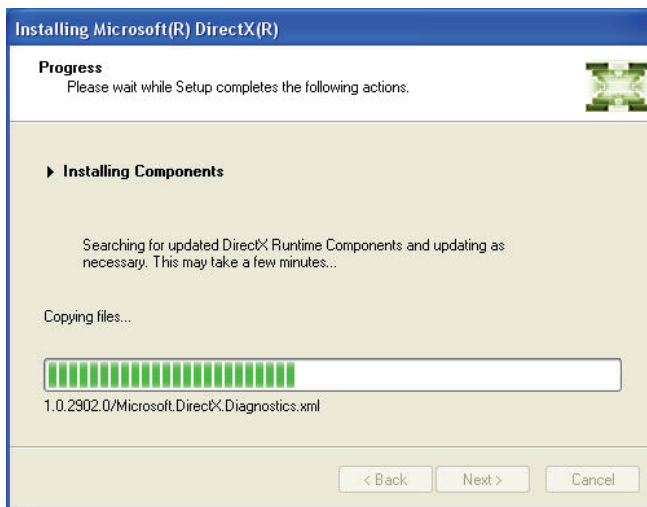 Installing Microsoft(R) DirectX(R)
Progress
Please wait while Setup completes the following actions.
Installing Components
Searching for updated DirectX Runtime Components and updating as
necessary. This may take a few minutes...
Copying files...
1.0.2902.0/Microsoft.DirectX.Diagnostics.xml
< Back
Next >
Cancel